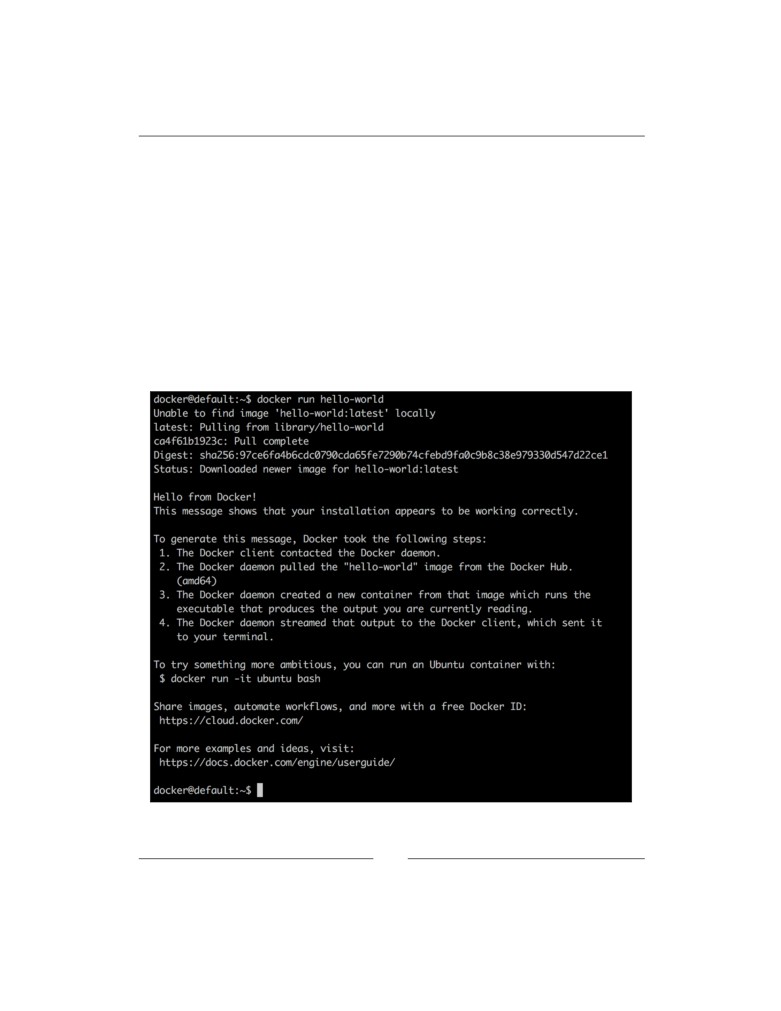 docker@default:~$ docker run hello-world
Unable to find image 'hello-world:latest' locally
latest: Pulling from library/hello-world
ca4f61b1923c: Pull complete
Digest: sha256:97ce6fa4b6cdc0790cda65fe7290b74cfebd9fa0c9b8c38e979330d547d22ce1
Status: Downloaded newer image for hello-world:latest
Hello from Docker!
This message shows that your installation appears to be working correctly.
To generate this message, Docker took the following steps:
1. The Docker client contacted the Docker daemon.
2. The Docker daemon pulled the "hello-world" image from the Docker Hub.
(amd64)
3. The Docker daemon created a new container from that image which runs the
executable that produces the output you are currently reading.
4. The Docker daemon streamed that output to the Docker client, which sent it
to your terminal.
To try something more ambitious, you can run an Ubuntu container with:
$ docker run -it ubuntu bash
Share images, automate workflows, and more with a free Docker ID:
https://cloud.docker.com/
For more examples and ideas, visit:
https://docs.docker.com/engine/userguide/
docker@default:~$